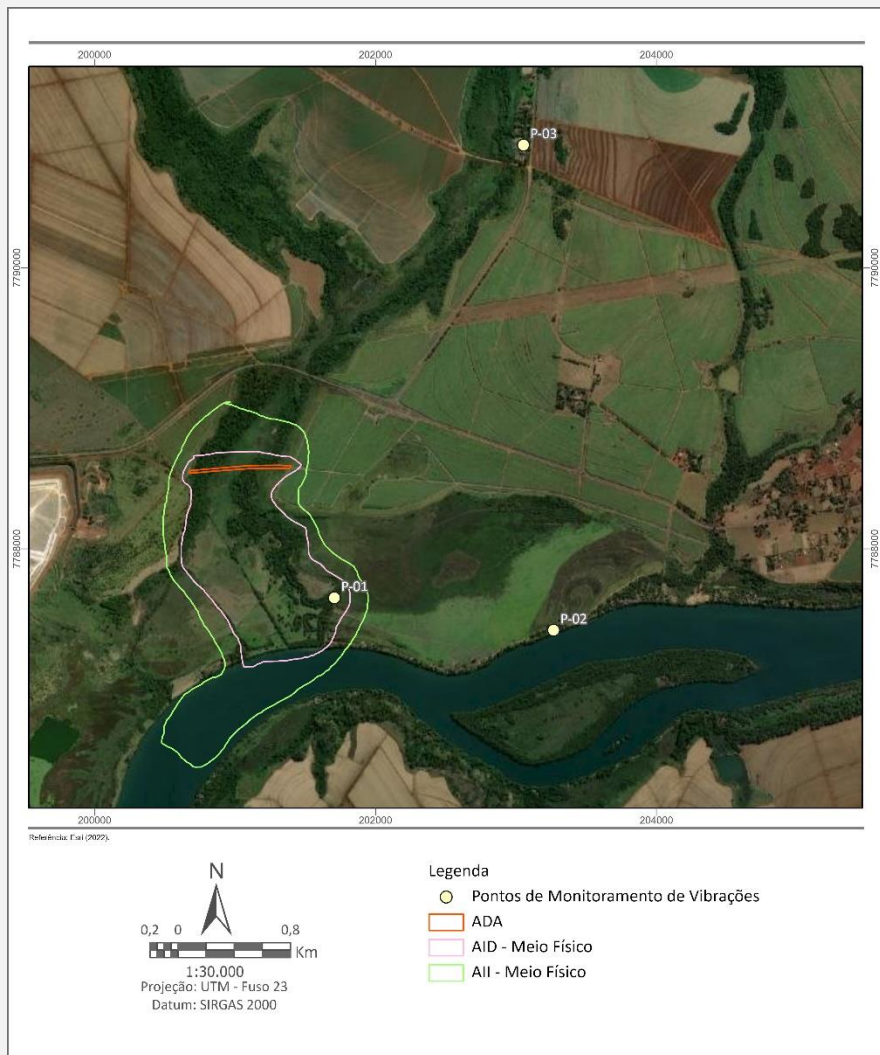 200000 202000 204000
P-03
7790000 7790000
7788000 7788000
P-01
P-02
200000 202000 204000
Referência: Esri (2022).
N
0,2 0 0,8
Km
1:30.000
Projeção: UTM - Fuso 23
Datum: SIRGAS 2000
Legenda
Pontos de Monitoramento de Vibrações
ADA
AID - Meio Físico
AII - Meio Físico